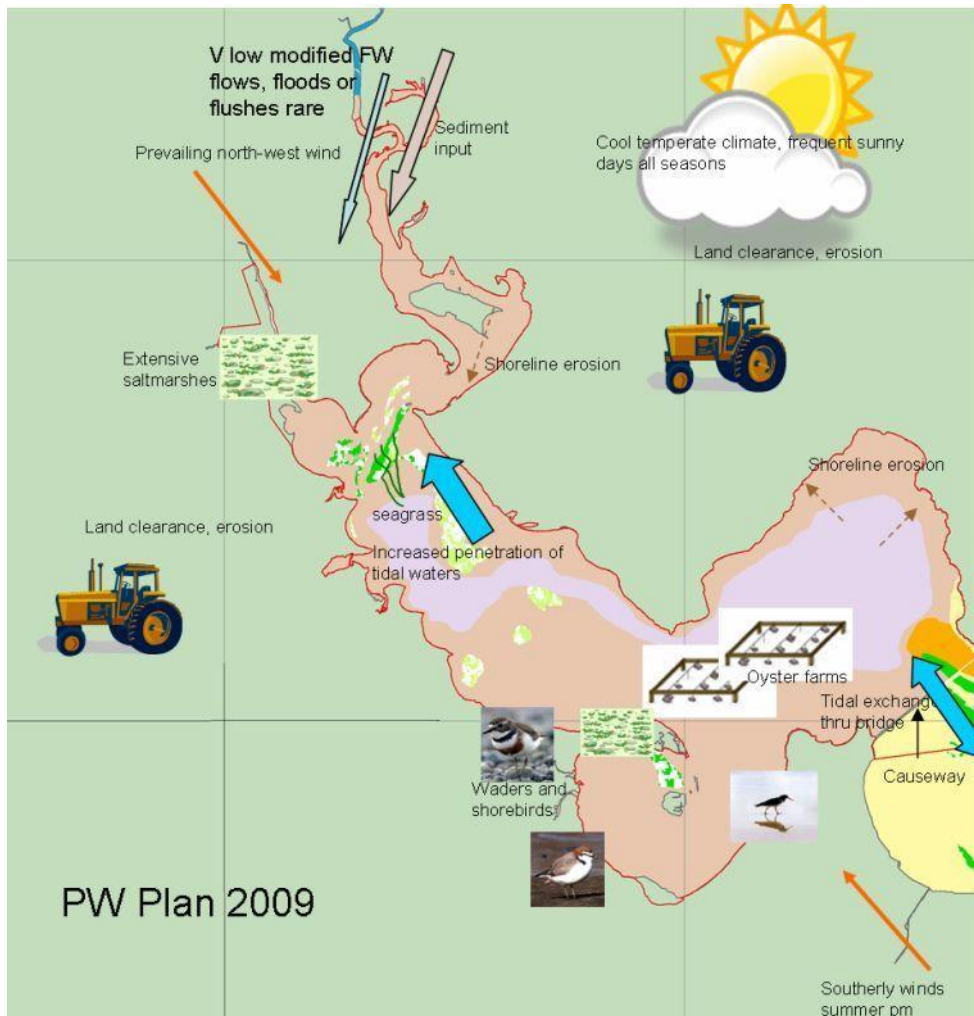 V low modified FW
flows, floods or
flushes rare
Prevailing north-west wind
Sediment
input
Cool temperate climate, frequent sunny
days all seasons
Land clearance, erosion
Extensive
saltmarshes
Shoreline erosion
Shoreline erosion
seagrass
Land clearance, erosion
Increased penetration of
tidal waters
Oyster farms
Tidal exchange
thru bridge
Causeway
Waders and
shorebirds
PW Plan 2009
Southerly winds
summer pm